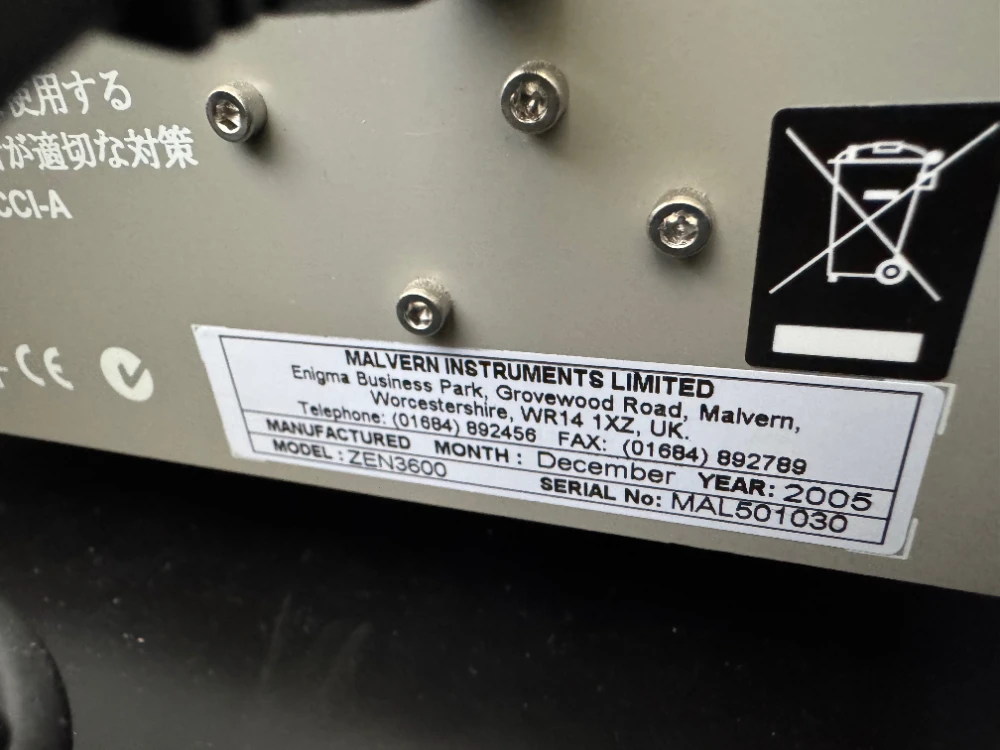 使用する
が適切な対策
CCI-A
CE
MALVERN INSTRUMENTS LIMITED
Enigma Business Park, Grovewood Road, Malvern,
Worcestershire, WR14 1XZ, UK.
Telephone: (01684) 892456 FAX: (01684) 892789
MANUFACTURED MONTH : December YEAR: 2005
MODEL : ZEN3600 SERIAL No: MAL501030